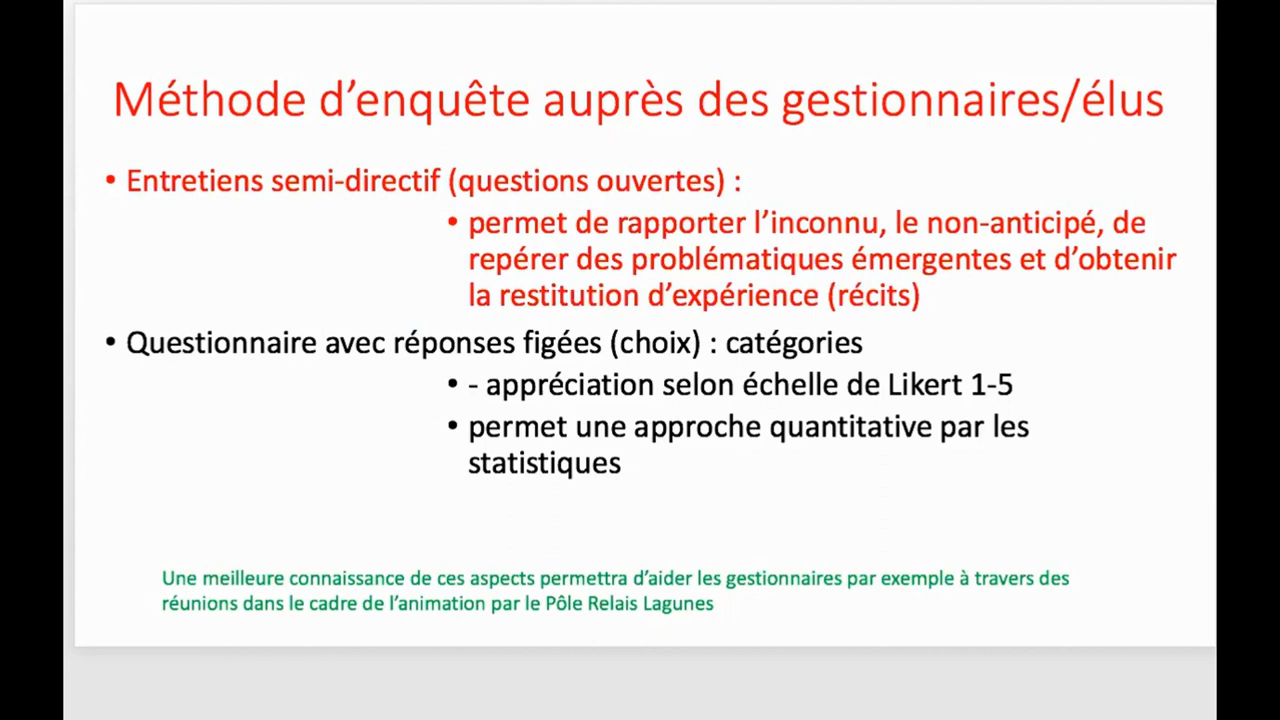 Méthode d’enquête auprès des gestionnaires/élus
• Entretiens semi-directif (questions ouvertes) :
• permet de rapporter l’inconnu, le non-anticipé, de
repérer des problématiques émergentes et d’obtenir
la restitution d’expérience (récits)
• Questionnaire avec réponses figées (choix) : catégories
• - appréciation selon échelle de Likert 1-5
• permet une approche quantitative par les
statistiques
Une meilleure connaissance de ces aspects permettra d’aider les gestionnaires par exemple à travers des
réunions dans le cadre de l’animation par le Pôle Relais Lagunes